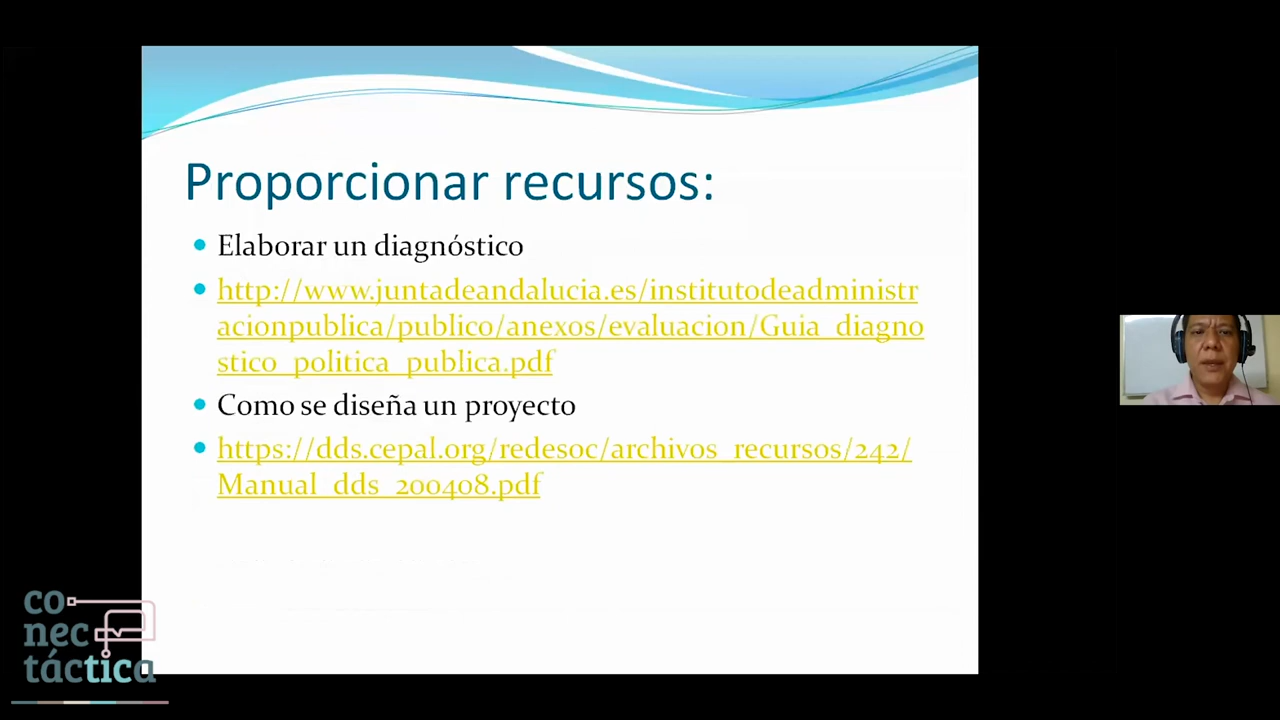 Proporcionar recursos:
Elaborar un diagnóstico
http://www.juntadeandalucia.es/institutodeadministr
acionpublica/publico/anexos/evaluacion/Guia_diagno
stico_politica_publica.pdf
Como se diseña un proyecto
https://dds.cepal.org/redesoc/archivos_recursos/242/
Manual_dds_200408.pdf
co
nec
táctica